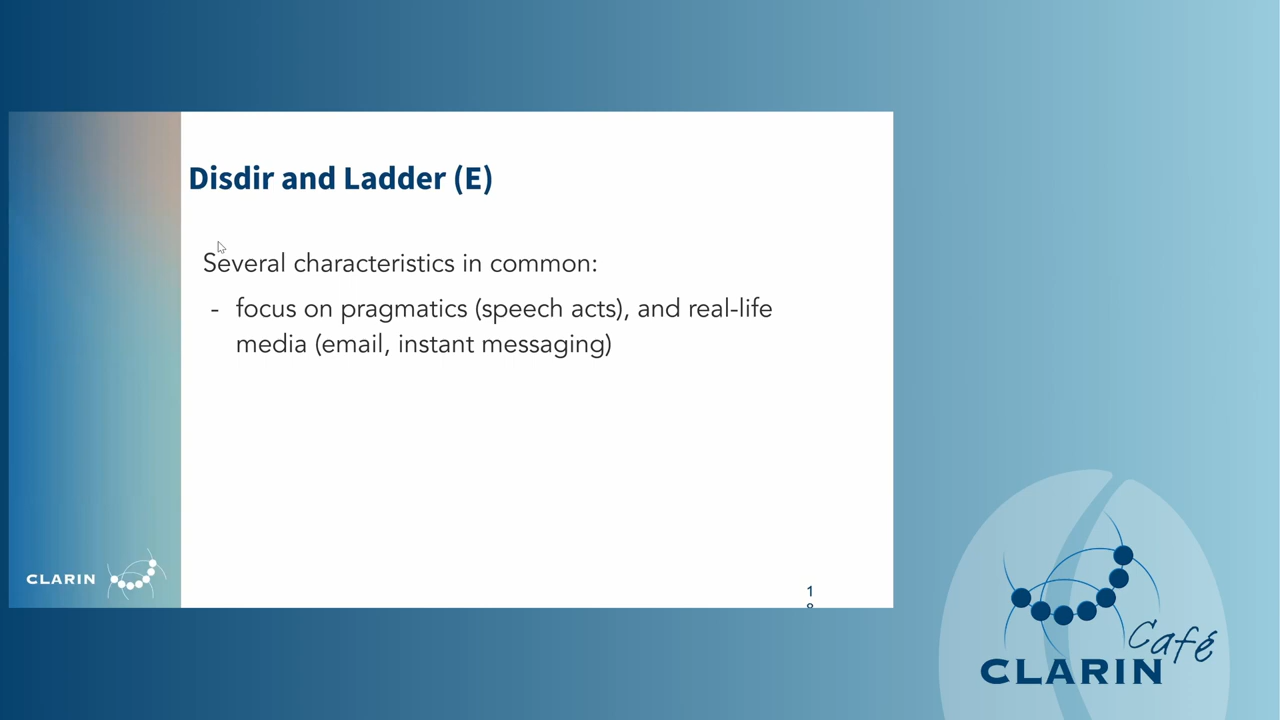 Disdir and Ladder (E)
Several characteristics in common:
- focus on pragmatics (speech acts), and real-life
media (email, instant messaging)
CLARIN
1
Café
CLARIN